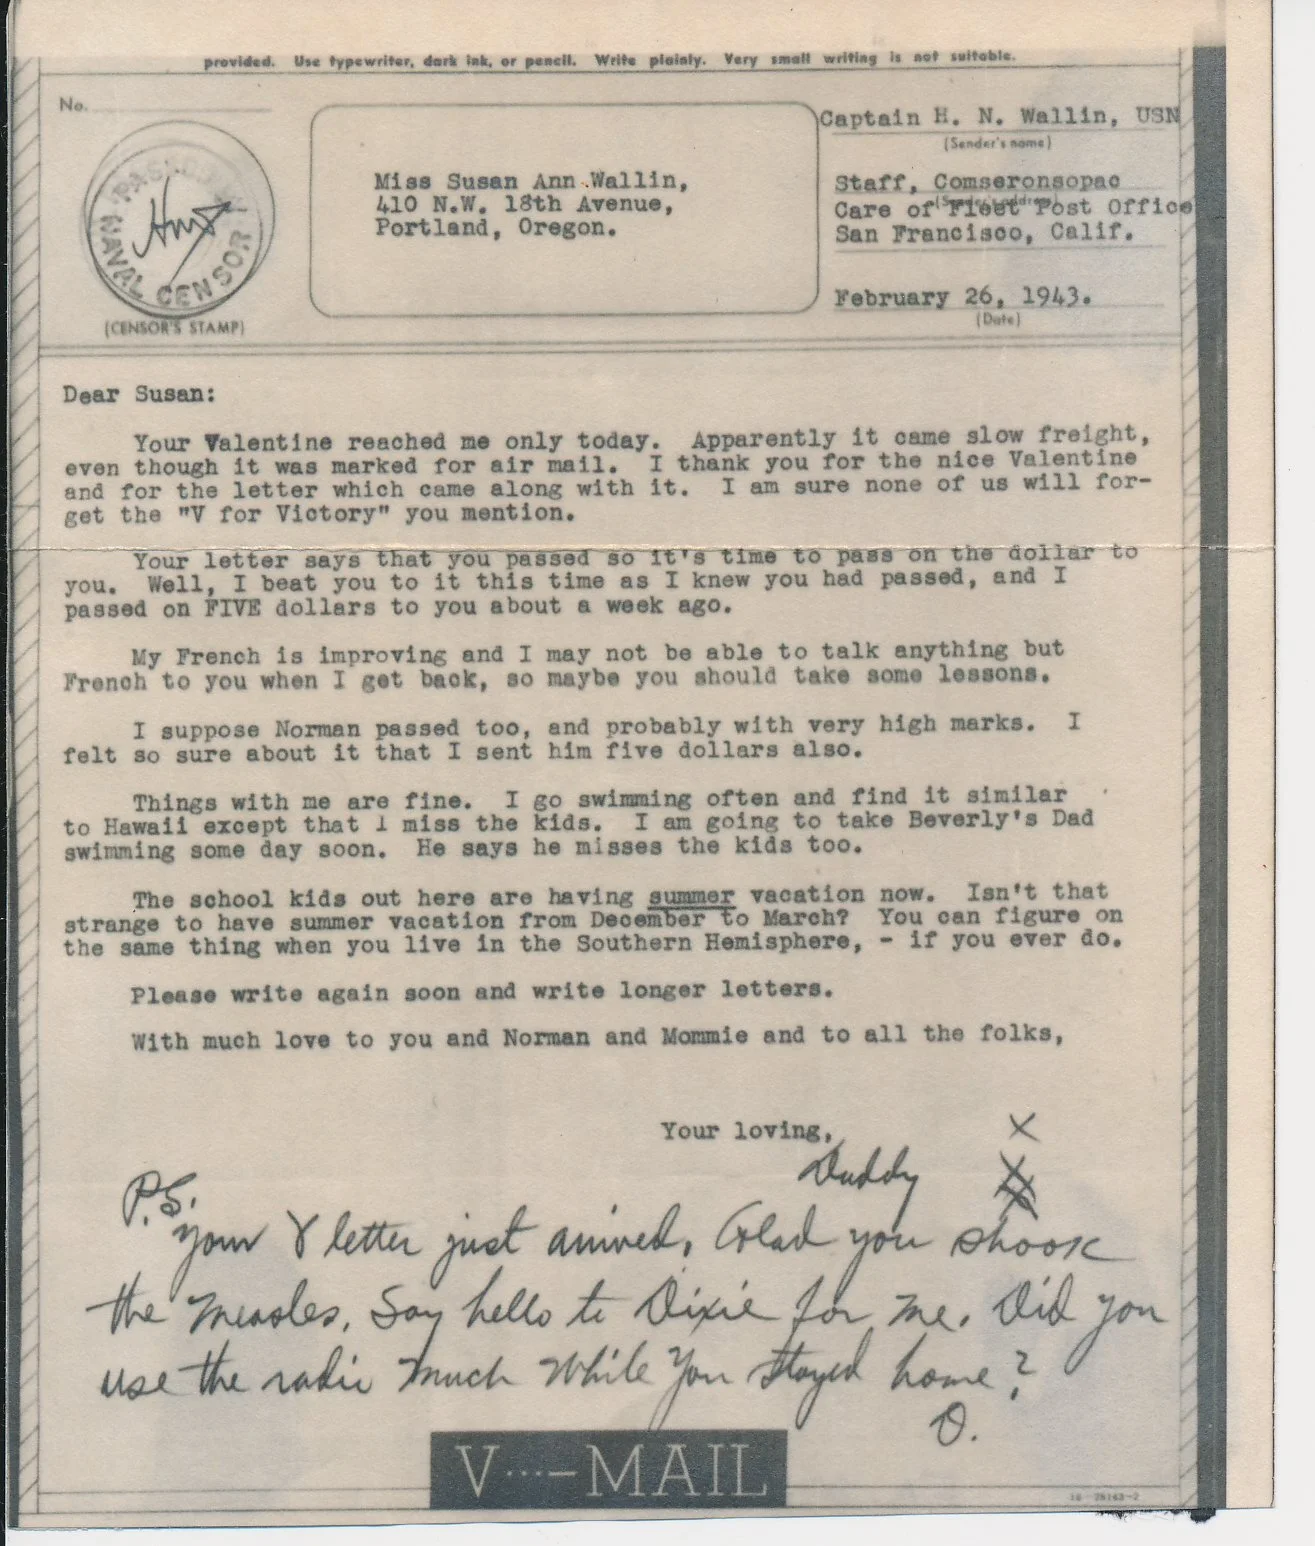 provided. Use typewriter, dark ink, or pencil. Write plainly. Very small writing is not suitable.
No.
PASSED BY
NAVAL CENSOR
(CENSOR'S STAMP)
Miss Susan Ann Wallin,
410 N.W. 18th Avenue,
Portland, Oregon.
Captain H. N. Wallin, USN
(Sender's name)
Staff, Comseronsopac
(Sender's address)
Care of Fleet Post Office
San Francisco, Calif.
February 26, 1943.
(Date)
Dear Susan:
Your Valentine reached me only today. Apparently it came slow freight,
even though it was marked for air mail. I thank you for the nice Valentine
and for the letter which came along with it. I am sure none of us will for-
get the "V for Victory" you mention.
Your letter says that you passed so it's time to pass on the dollar to
you. Well, I beat you to it this time as I knew you had passed, and I
passed on FIVE dollars to you about a week ago.
My French is improving and I may not be able to talk anything but
French to you when I get back, so maybe you should take some lessons.
I suppose Norman passed too, and probably with very high marks. I
felt so sure about it that I sent him five dollars also.
Things with me are fine. I go swimming often and find it similar
to Hawaii except that I miss the kids. I am going to take Beverly's Dad
swimming some day soon. He says he misses the kids too.
The school kids out here are having summer vacation now. Isn't that
strange to have summer vacation from December to March? You can figure on
the same thing when you live in the Southern Hemisphere, - if you ever do.
Please write again soon and write longer letters.
With much love to you and Norman and Mommie and to all the folks,
Your loving,
X
Daddy
X
P.S.
Your V letter just arrived. Glad you shook
the measles. Say hello to Dixie for me. Did you
use the radio much while you stayed home?
D.
V···—MAIL